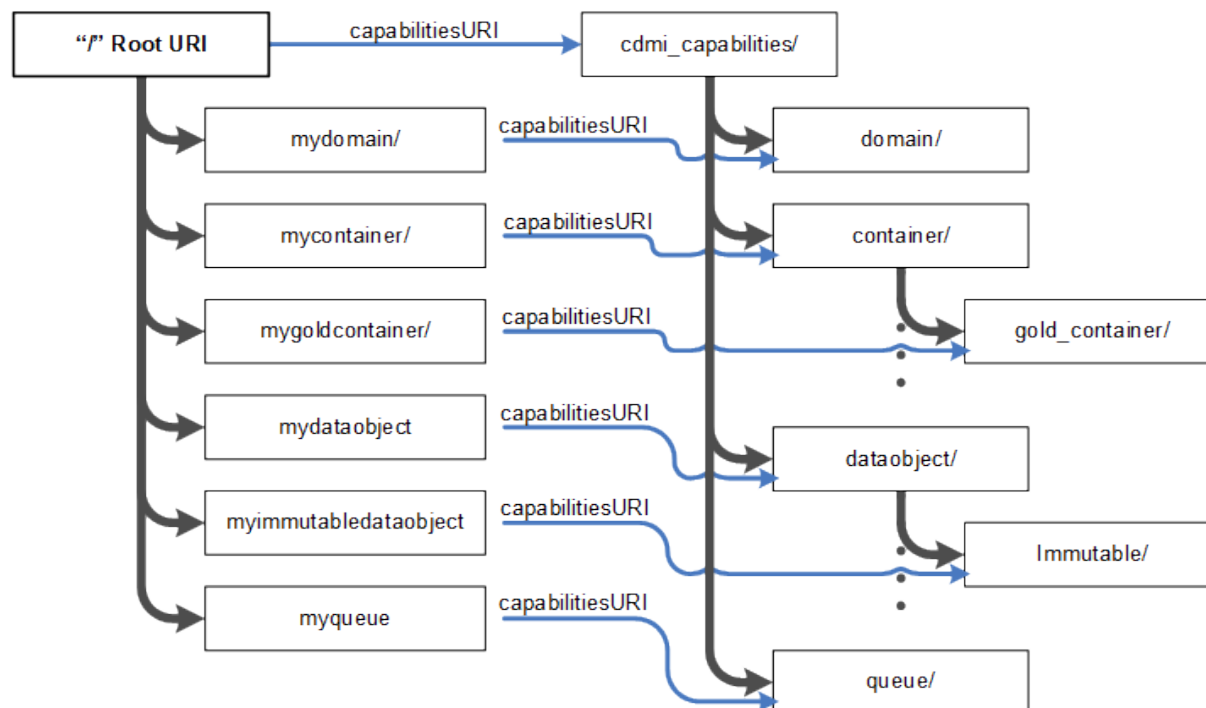 “/” Root URI
capabilitiesURI
cdmi_capabilities/
mydomain/
capabilitiesURI
domain/
mycontainer/
capabilitiesURI
container/
mygoldcontainer/
capabilitiesURI
gold_container/
mydataobject
capabilitiesURI
dataobject/
myimmutabledataobject
capabilitiesURI
Immutable/
myqueue
capabilitiesURI
queue/